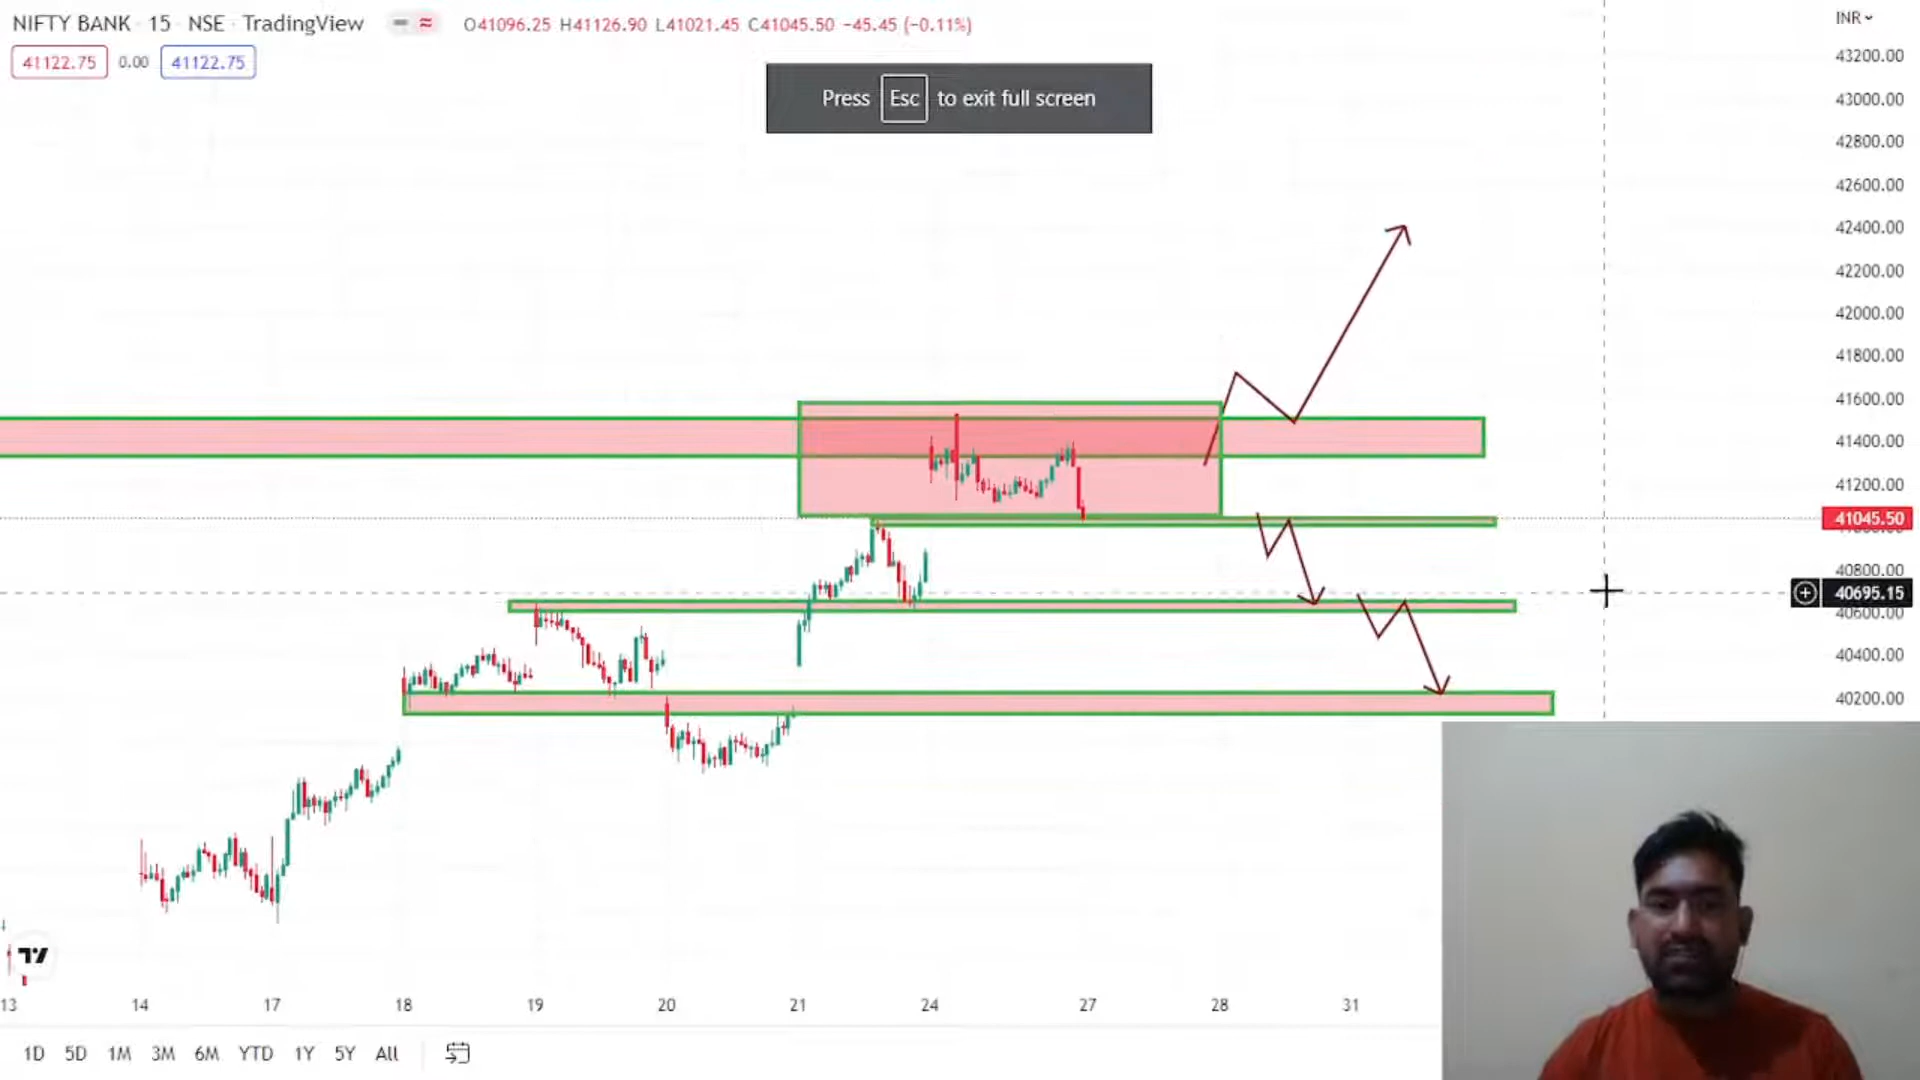 NIFTY BANK · 15 · NSE · TradingView O41096.25 H41126.90 L41021.45 C41045.50 −45.45 (−0.11%)
INR
41122.75 0.00 41122.75
Press Esc to exit full screen
43200.00
43000.00
42800.00
42600.00
42400.00
42200.00
42000.00
41800.00
41600.00
41400.00
41200.00
41045.50
40800.00
40695.15
40600.00
40400.00
40200.00
13 14 17 18 19 20 21 24 27 28 31
1D 5D 1M 3M 6M YTD 1Y 5Y All